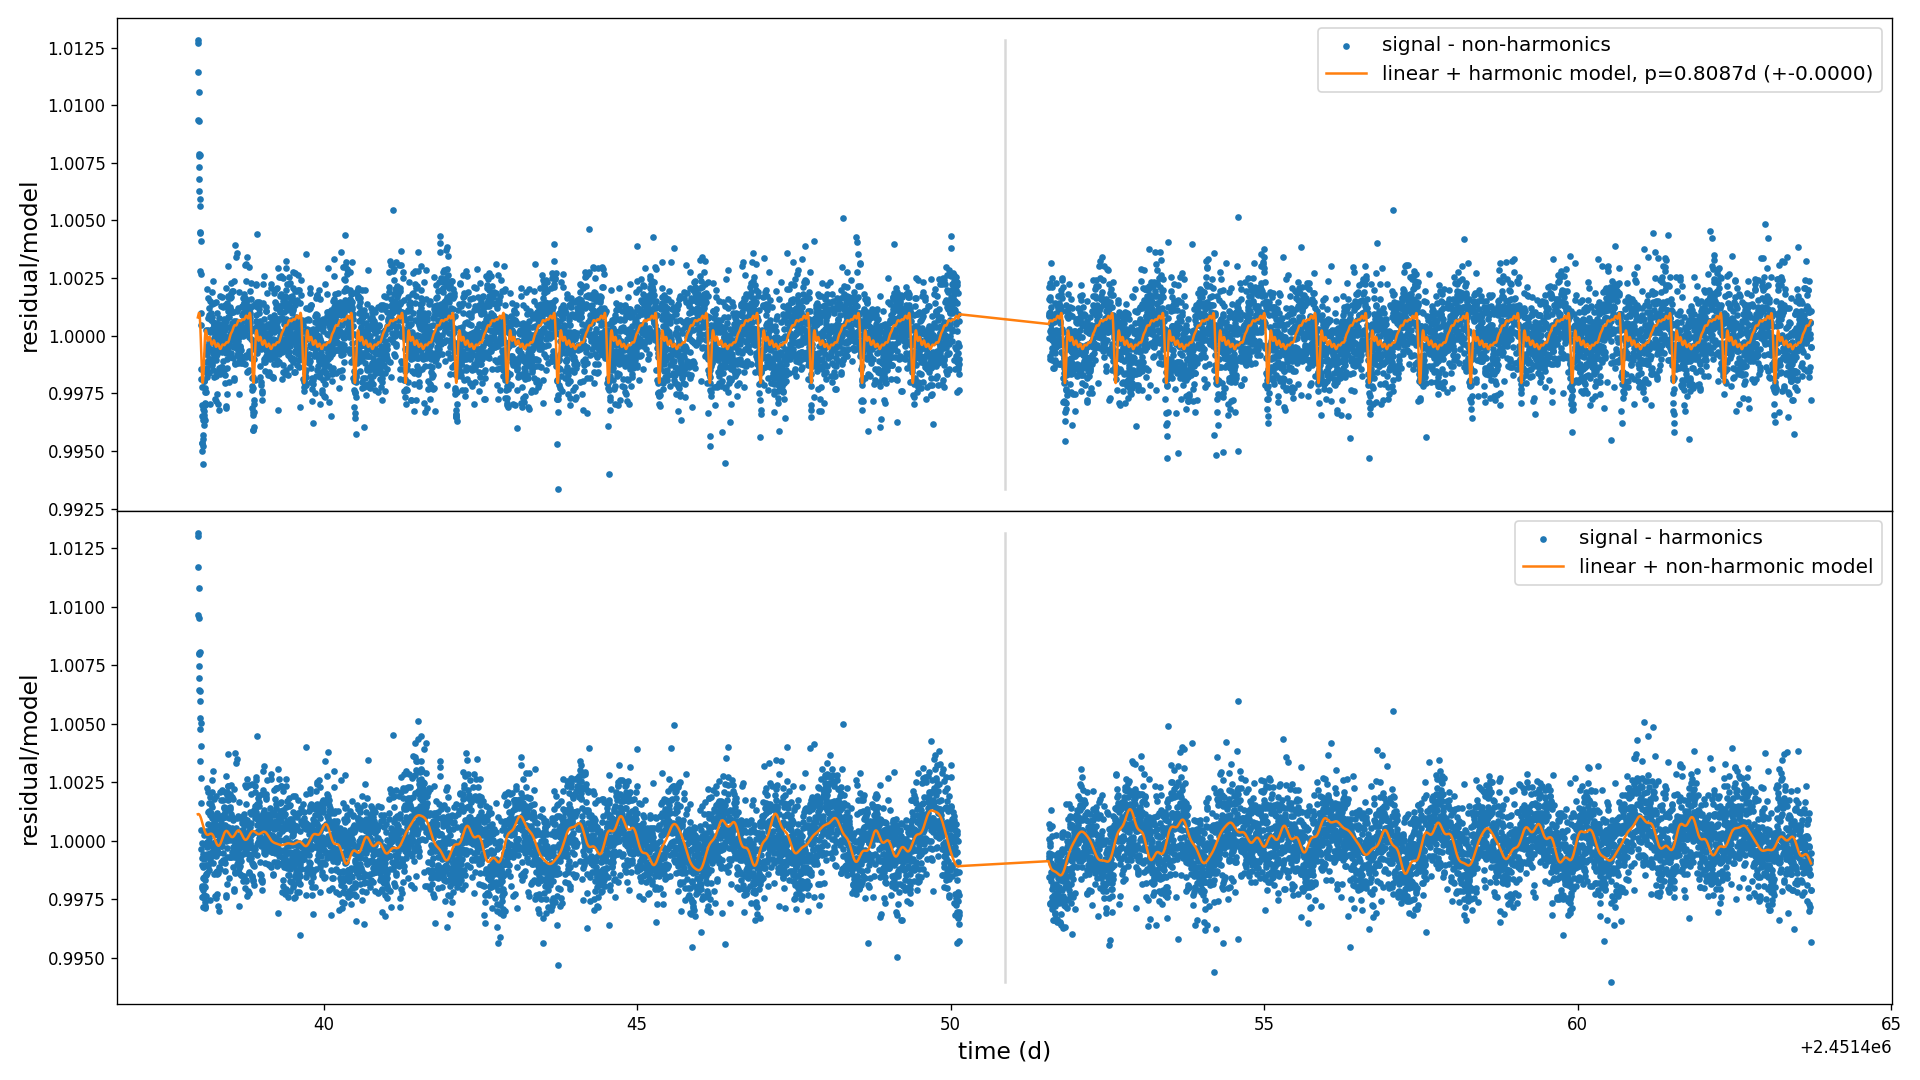 signal - non-harmonics
linear + harmonic model, p=0.8087d (+-0.0000)
residual/model
1.0125
1.0100
1.0075
1.0050
1.0025
1.0000
0.9975
0.9950
0.9925
signal - harmonics
linear + non-harmonic model
residual/model
1.0125
1.0100
1.0075
1.0050
1.0025
1.0000
0.9975
0.9950
40 45 50 55 60 65
time (d)
+2.4514e6